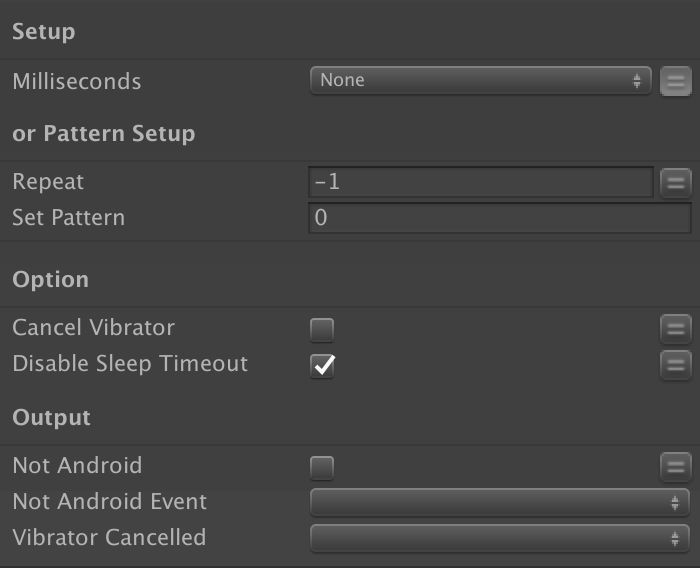 Setup
Milliseconds None
or Pattern Setup
Repeat -1
Set Pattern 0
Option
Cancel Vibrator
Disable Sleep Timeout
Output
Not Android
Not Android Event
Vibrator Cancelled